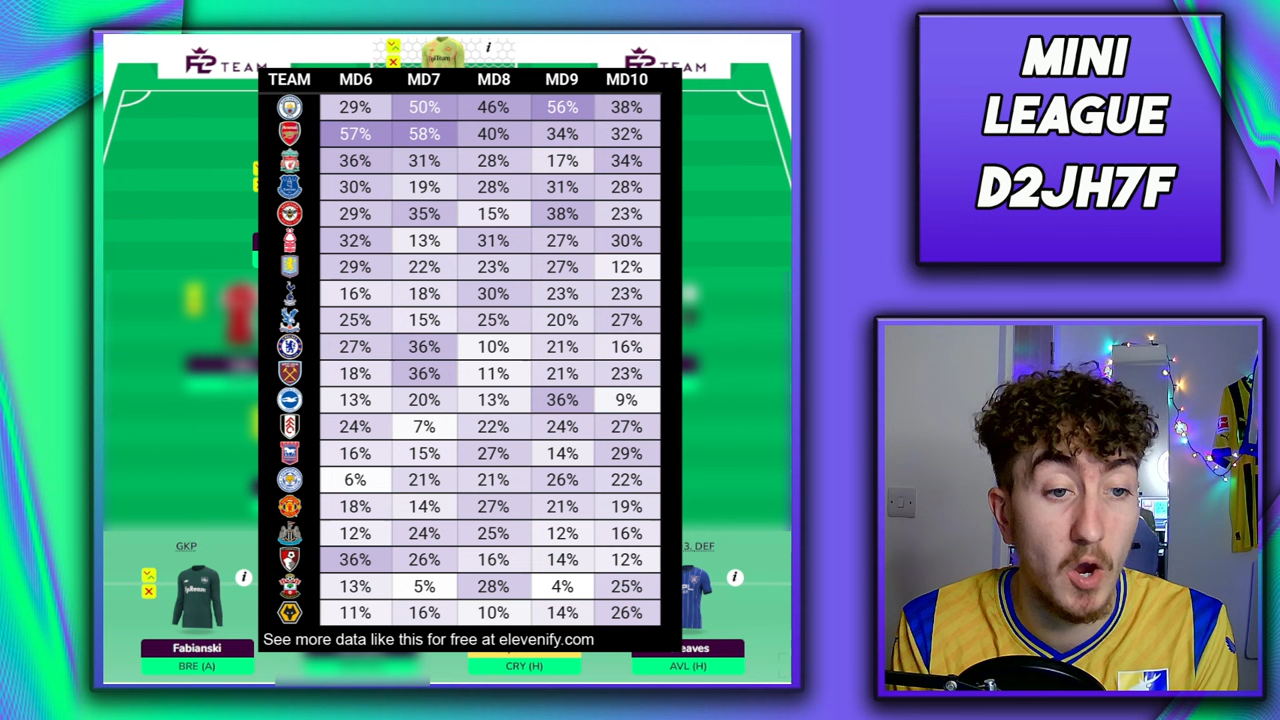 TEAM
TEAM
TEAM MD6 MD7 MD8 MD9 MD10
29% 50% 46% 56% 38%
57% 58% 40% 34% 32%
36% 31% 28% 17% 34%
30% 19% 28% 31% 28%
29% 35% 15% 38% 23%
32% 13% 31% 27% 30%
29% 22% 23% 27% 12%
16% 18% 30% 23% 23%
25% 15% 25% 20% 27%
27% 36% 10% 21% 16%
18% 36% 11% 21% 23%
13% 20% 13% 36% 9%
24% 7% 22% 24% 27%
16% 15% 27% 14% 29%
6% 21% 21% 26% 22%
18% 14% 27% 21% 19%
12% 24% 25% 12% 16%
36% 26% 16% 14% 12%
13% 5% 28% 4% 25%
11% 16% 10% 14% 26%
See more data like this for free at elevenify.com
GKP
3. DEF
Fabianski
eaves
BRE (A)
CRY (H)
AVL (H)
MINI
LEAGUE
D2JH7F